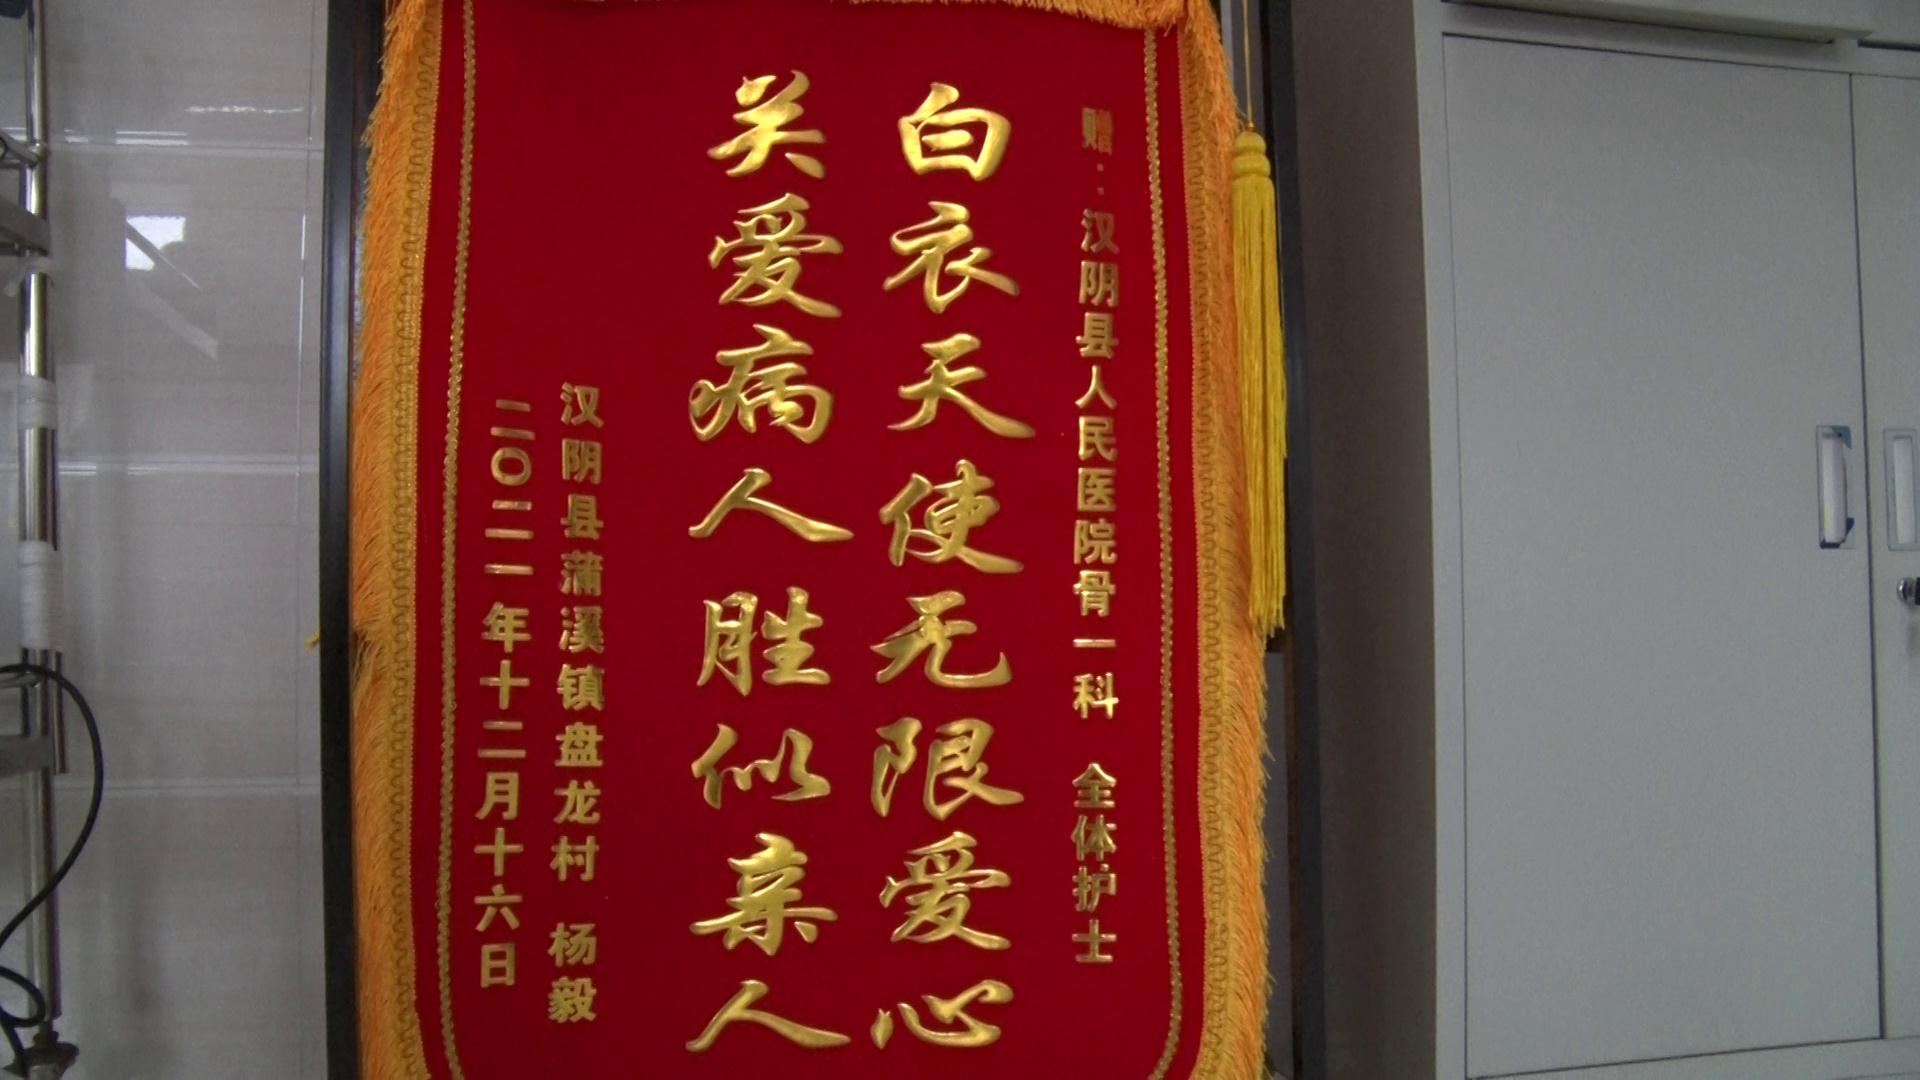 赠：汉阴县人民医院骨一科 全体护士
白衣天使无限爱心
关爱病人胜似亲人
汉阴县蒲溪镇盘龙村 杨毅
二〇二一年十二月十六日